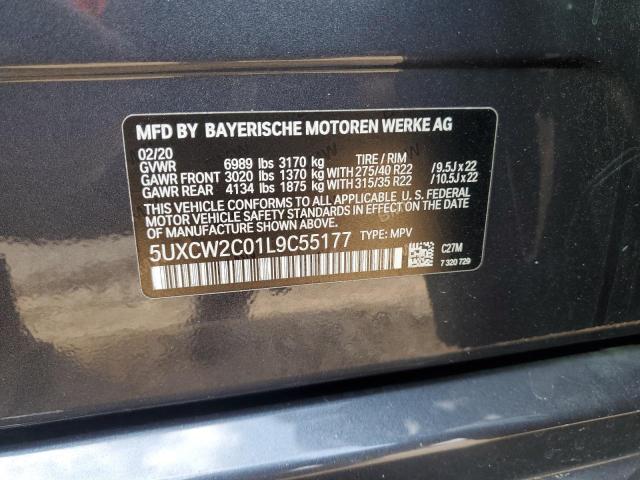 MFD BY BAYERISCHE MOTOREN WERKE AG
02/20 TIRE / RIM
GVWR 6989 lbs 3170 kg
GAWR FRONT 3020 lbs 1370 kg WITH 275/40 R22 / 9.5J x 22
GAWR REAR 4134 lbs 1875 kg WITH 315/35 R22 / 10.5J x 22
THIS VEHICLE CONFORMS TO ALL APPLICABLE U. S. FEDERAL
MOTOR VEHICLE SAFETY STANDARDS IN EFFECT ON THE DATE OF
MANUFACTURE SHOWN ABOVE.
5UXCW2C01L9C55177 TYPE: MPV C27M
7 320 729